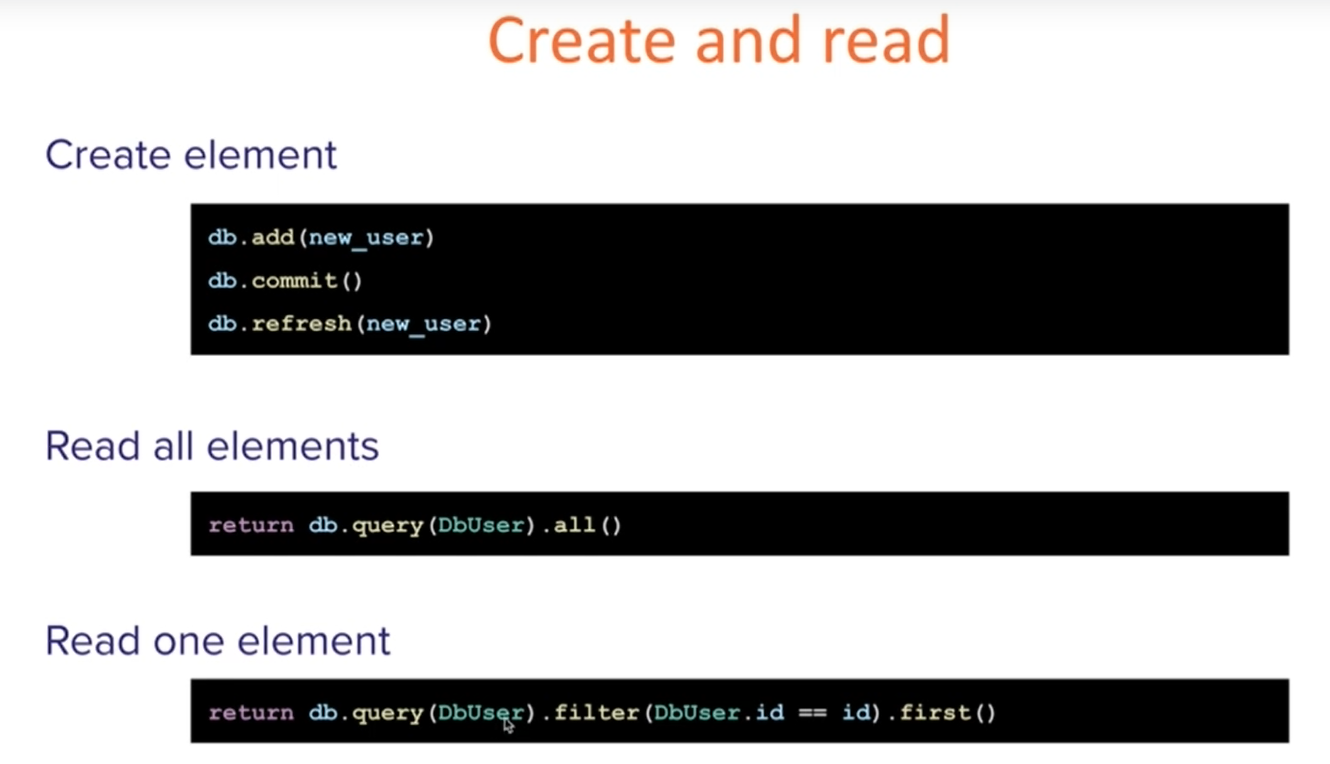 Create and read
Create element
db.add(new_user)
db.commit()
db.refresh(new_user)
Read all elements
return db.query(DbUser).all()
Read one element
return db.query(DbUser).filter(DbUser.id == id).first()